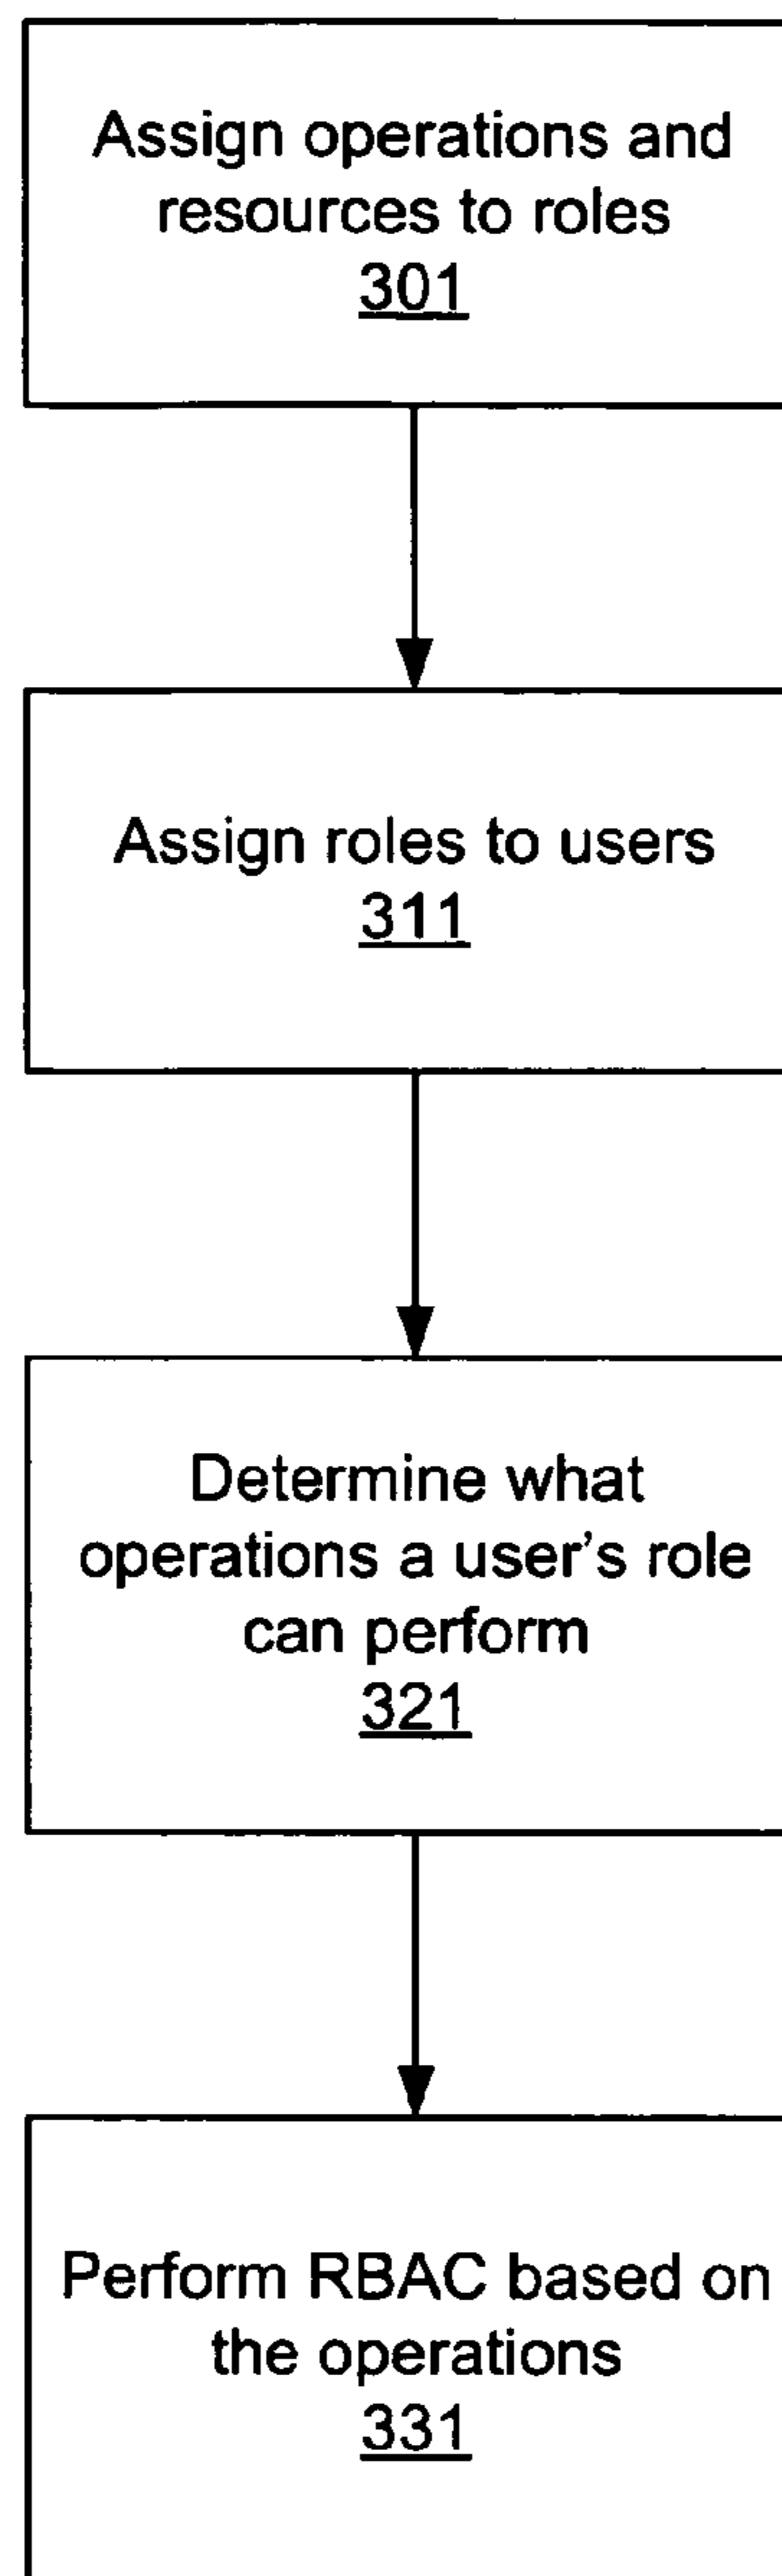 Assign operations and
resources to roles
301
Assign roles to users
311
Determine what
operations a user's role
can perform
321
Perform RBAC based on
the operations
331